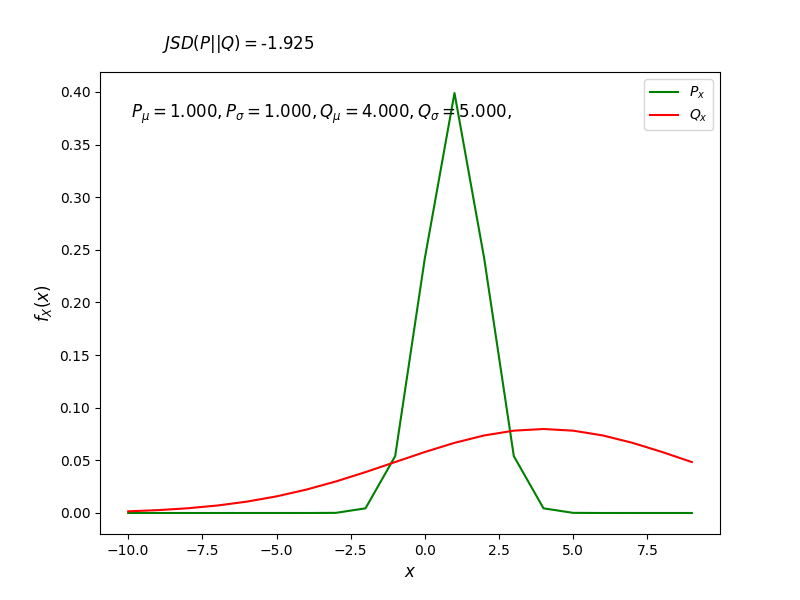 JSD(P||Q) = -1.925
P_μ = 1.000, P_σ = 1.000, Q_μ = 4.000, Q_σ = 5.000,
P_x
Q_x
0.40
0.35
0.30
0.25
0.20
0.15
0.10
0.05
0.00
f_X(x)
−10.0 −7.5 −5.0 −2.5 0.0 2.5 5.0 7.5
x